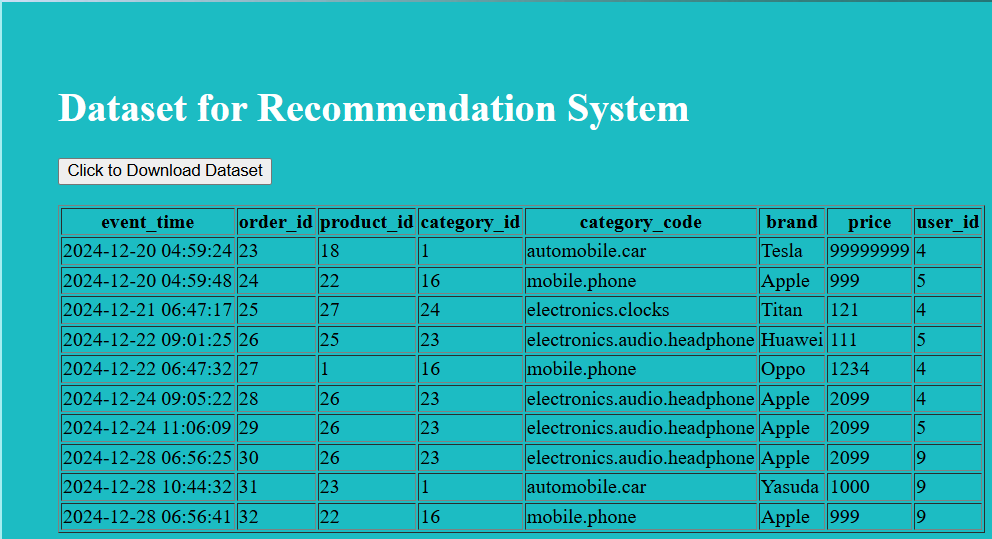 Dataset for Recommendation System
Click to Download Dataset
event_time order_id product_id category_id category_code brand price user_id
2024-12-20 04:59:24 23 18 1 automobile.car Tesla 99999999 4
2024-12-20 04:59:48 24 22 16 mobile.phone Apple 999 5
2024-12-21 06:47:17 25 27 24 electronics.clocks Titan 121 4
2024-12-22 09:01:25 26 25 23 electronics.audio.headphone Huawei 111 5
2024-12-22 06:47:32 27 1 16 mobile.phone Oppo 1234 4
2024-12-24 09:05:22 28 26 23 electronics.audio.headphone Apple 2099 4
2024-12-24 11:06:09 29 26 23 electronics.audio.headphone Apple 2099 5
2024-12-28 06:56:25 30 26 23 electronics.audio.headphone Apple 2099 9
2024-12-28 10:44:32 31 23 1 automobile.car Yasuda 1000 9
2024-12-28 06:56:41 32 22 16 mobile.phone Apple 999 9